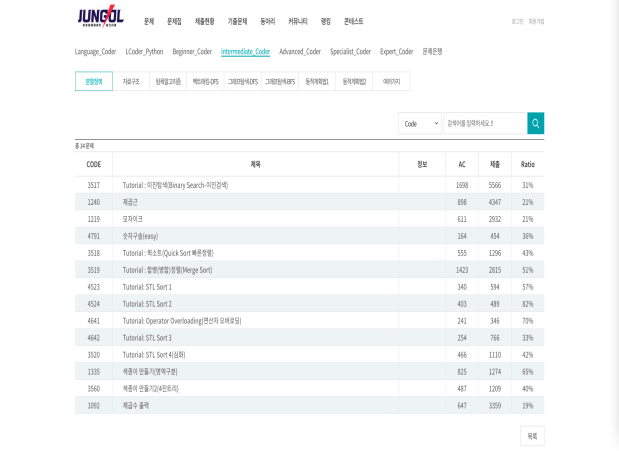 JUNGOL
문제 문제집 제출현황 기출문제 동아리 커뮤니티 랭킹 콘테스트
로그인 회원가입
Language_Coder LCoder_Python Beginner_Coder Intermediate_Coder Advanced_Coder Specialist_Coder Expert_Coder 문제은행
분할정복 자료구조 탐욕알고리즘 백트래킹-DFS 그래프탐색-DFS 그래프탐색-BFS 동적계획법1 동적계획법2 여러가지
Code 검색어를 입력하세요.!!
총 14 문제
CODE 제목 정보 AC 제출 Ratio
3517 Tutorial : 이진탐색(Binary Search-이진검색) 1698 5566 31%
1240 제곱근 898 4347 21%
1219 모자이크 611 2932 21%
4791 숫자구슬(easy) 164 454 36%
3518 Tutorial : 퀵소트(Quick Sort 빠른정렬) 555 1296 43%
3519 Tutorial : 합병(병합)정렬(Merge Sort) 1423 2815 51%
4523 Tutorial: STL Sort 1 340 594 57%
4524 Tutorial: STL Sort 2 403 489 82%
4641 Tutorial: Operator Overloading(연산자 오버로딩) 241 346 70%
4642 Tutorial: STL Sort 3 254 766 33%
3520 Tutorial: STL Sort 4(심화) 466 1110 42%
1335 색종이 만들기(영역구분) 825 1274 65%
3560 색종이 만들기2(4진트리) 487 1209 40%
1092 제곱수 출력 647 3359 19%
목록